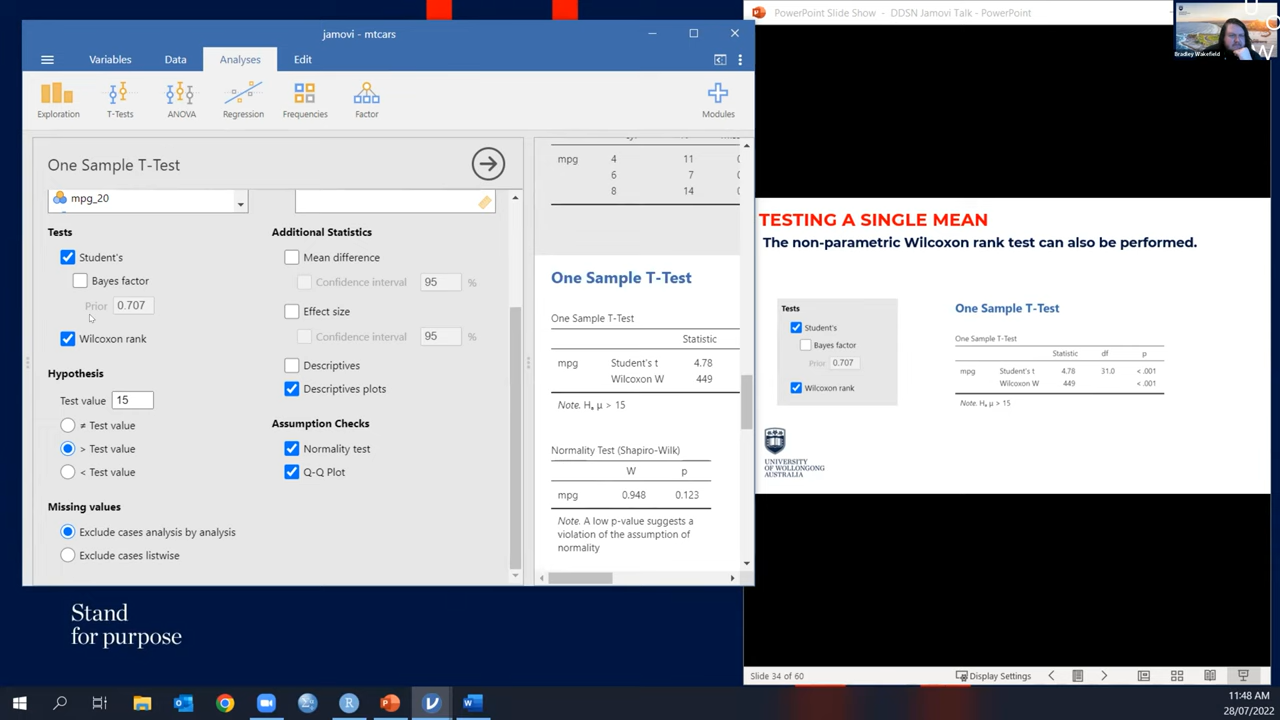 jamovi - mtcars
Variables
Data
Analyses
Edit
Exploration
T-Tests
ANOVA
Regression
Frequencies
Factor
Modules
One Sample T-Test
mpg_20
Tests
Student's
Bayes factor
Prior 0.707
Wilcoxon rank
Hypothesis
Test value 15
≠ Test value
> Test value
< Test value
Missing values
Exclude cases analysis by analysis
Exclude cases listwise
Additional Statistics
Mean difference
Confidence interval 95 %
Effect size
Confidence interval 95 %
Descriptives
Descriptives plots
Assumption Checks
Normality test
Q-Q Plot
mpg 4 11
6 7
8 14
One Sample T-Test
One Sample T-Test
Statistic
mpg Student's t 4.78
Wilcoxon W 449
Note. Hₐ μ > 15
Normality Test (Shapiro-Wilk)
W p
mpg 0.948 0.123
Note. A low p-value suggests a
violation of the assumption of
normality
Stand
for purpose
PowerPoint Slide Show - DDSN Jamovi Talk - PowerPoint
Bradley Wakefield
TESTING A SINGLE MEAN
The non-parametric Wilcoxon rank test can also be performed.
Tests
Student's
Bayes factor
Prior 0.707
Wilcoxon rank
One Sample T-Test
One Sample T-Test
Statistic df p
mpg Student's t 4.78 31.0 < .001
Wilcoxon W 449 < .001
Note. Hₐ μ > 15
UNIVERSITY
OF WOLLONGONG
AUSTRALIA
Slide 34 of 60
Display Settings
11:48 AM
28/07/2022